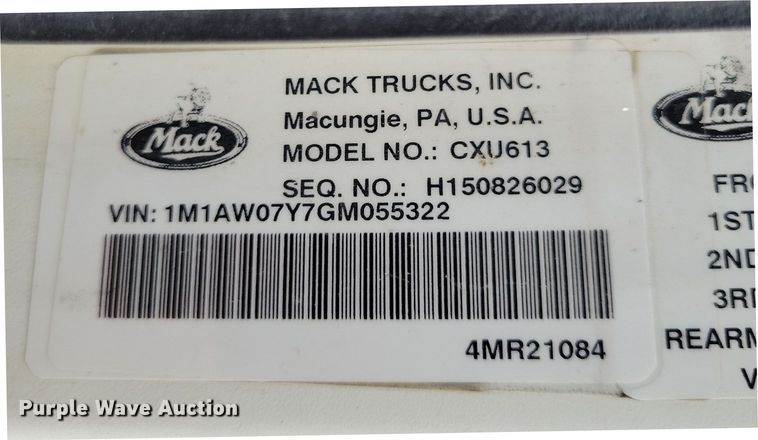 Mack
MACK TRUCKS, INC.
Macungie, PA, U.S.A.
MODEL NO.: CXU613
SEQ. NO.: H150826029
VIN: 1M1AW07Y7GM055322
4MR21084
Mac
FR
1ST
2ND
3R
REARM
V
Purple Wave Auction